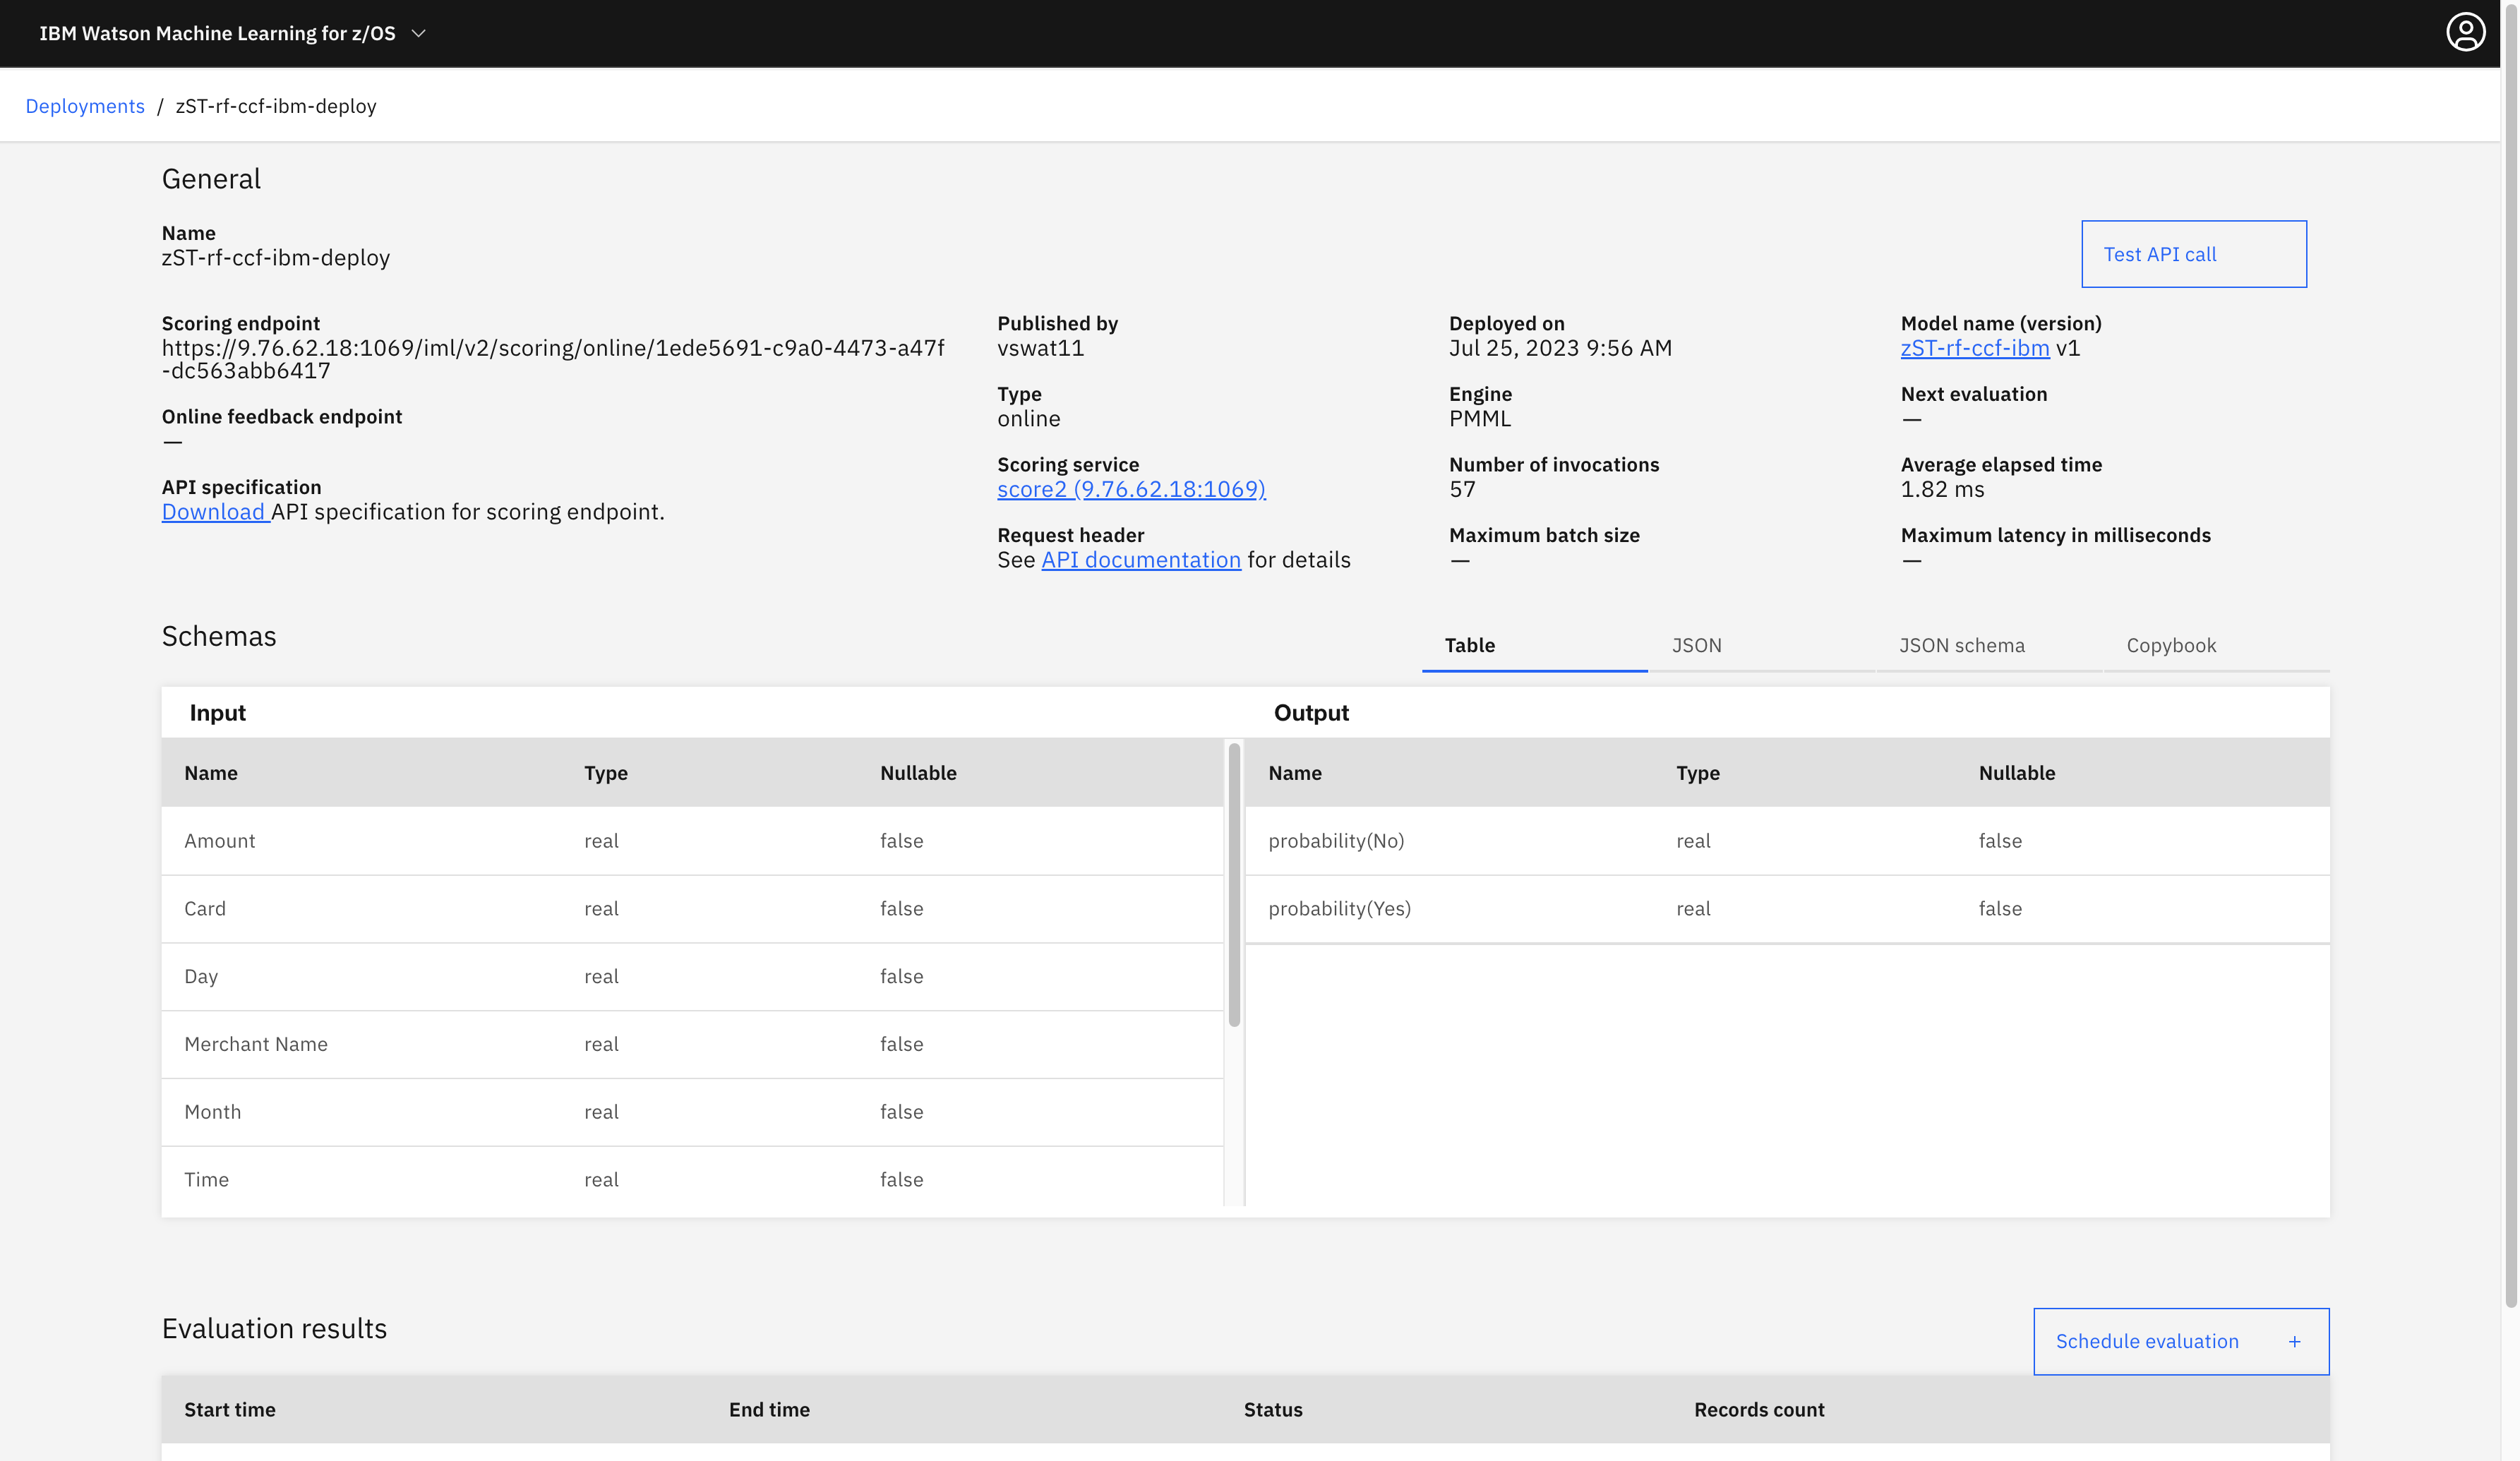 IBM Watson Machine Learning for z/OS
Deployments / zST-rf-ccf-ibm-deploy
General
Name
zST-rf-ccf-ibm-deploy
Test API call
Scoring endpoint
https://9.76.62.18:1069/iml/v2/scoring/online/1ede5691-c9a0-4473-a47f
-dc563abb6417
Online feedback endpoint
—
API specification
Download API specification for scoring endpoint.
Published by
vswat11
Type
online
Scoring service
score2 (9.76.62.18:1069)
Request header
See API documentation for details
Deployed on
Jul 25, 2023 9:56 AM
Engine
PMML
Number of invocations
57
Maximum batch size
—
Model name (version)
zST-rf-ccf-ibm v1
Next evaluation
—
Average elapsed time
1.82 ms
Maximum latency in milliseconds
—
Schemas
Table JSON JSON schema Copybook
Input
Name Type Nullable
Amount real false
Card real false
Day real false
Merchant Name real false
Month real false
Time real false
Output
Name Type Nullable
probability(No) real false
probability(Yes) real false
Evaluation results
Schedule evaluation +
Start time End time Status Records count